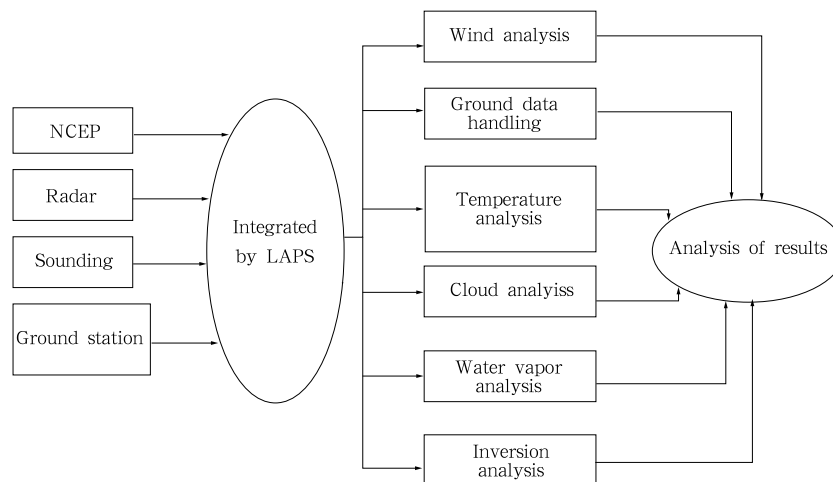 NCEP
Radar
Sounding
Ground station
Integrated
by LAPS
Wind analysis
Ground data
handling
Temperature
analysis
Cloud analyiss
Water vapor
analysis
Inversion
analysis
Analysis of results